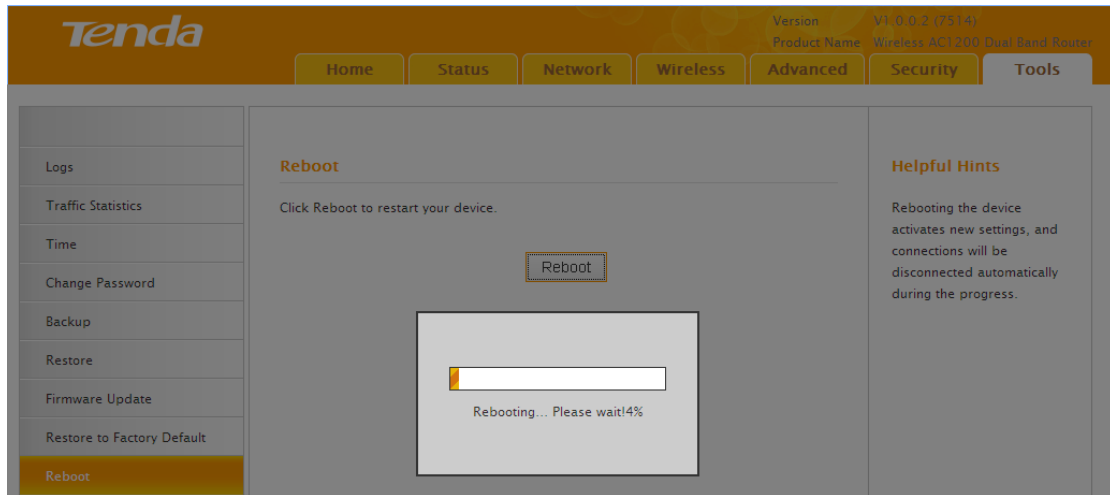 Tenda
Version V1.0.0.2 (7514)
Product Name Wireless AC1200 Dual Band Router
Home Status Network Wireless Advanced Security Tools
Logs
Traffic Statistics
Time
Change Password
Backup
Restore
Firmware Update
Restore to Factory Default
Reboot
Reboot
Click Reboot to restart your device.
Reboot
Rebooting... Please wait!4%
Helpful Hints
Rebooting the device
activates new settings, and
connections will be
disconnected automatically
during the progress.